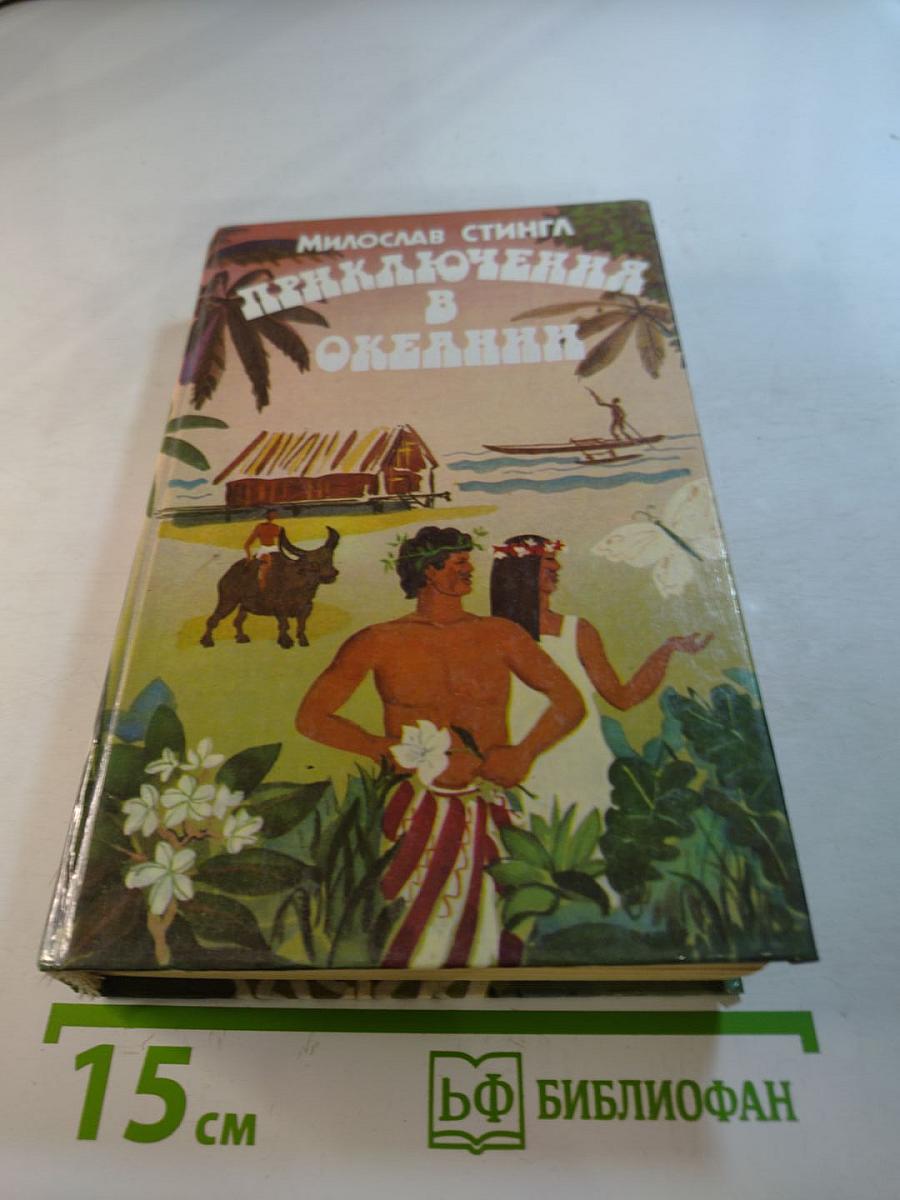 Милослав Стингл
ПРИКЛЮЧЕНИЯ
В
ОКЕАНИИ
15 см
ЬФ
БИБЛИОФАН